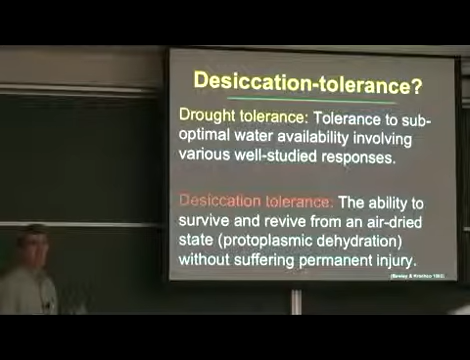 Desiccation-tolerance?
Drought tolerance: Tolerance to sub-
optimal water availability involving
various well-studied responses.
Desiccation tolerance: The ability to
survive and revive from an air-dried
state (protoplasmic dehydration)
without suffering permanent injury.